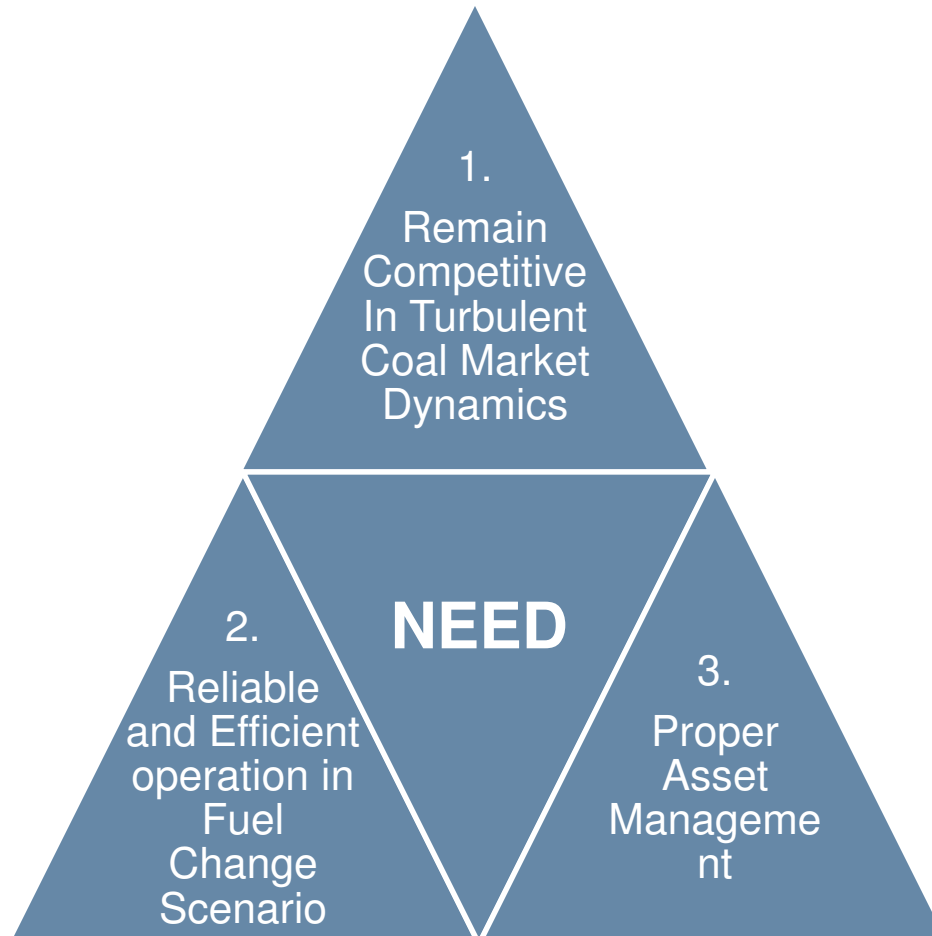 1.
Remain
Competitive
In Turbulent
Coal Market
Dynamics
NEED
2.
Reliable
and Efficient
operation in
Fuel
Change
Scenario
3.
Proper
Asset
Manageme
nt